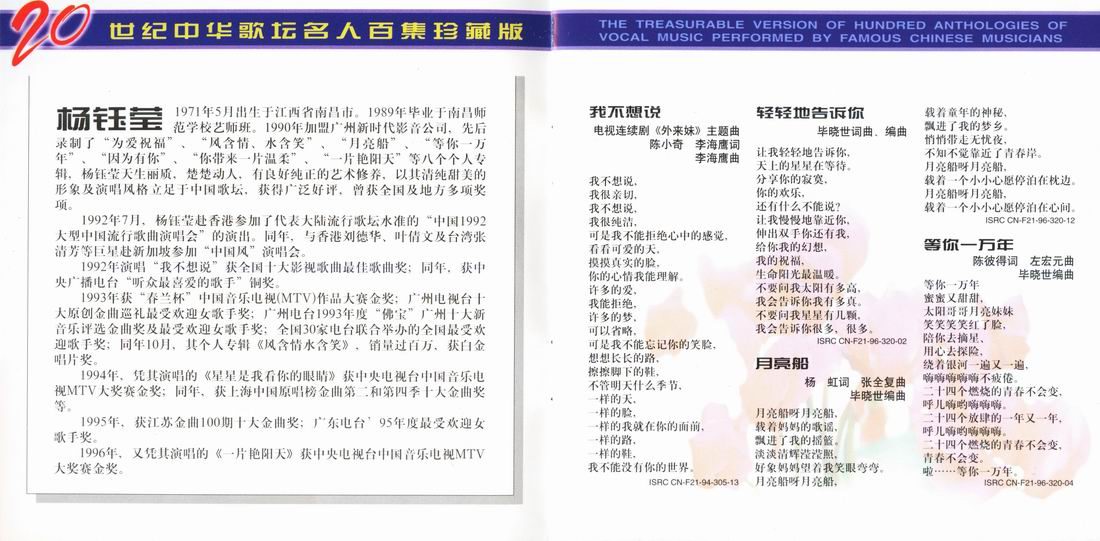 20 世纪中华歌坛名人百集珍藏版
THE TREASURABLE VERSION OF HUNDRED ANTHOLOGIES OF
VOCAL MUSIC PERFORMED BY FAMOUS CHINESE MUSICIANS
杨钰莹 1971年5月出生于江西省南昌市。1989年毕业于南昌师
范学校艺师班。1990年加盟广州新时代影音公司，先后
录制了“为爱祝福”、“风含情、水含笑”、“月亮船”、“等你一万
年”、“因为有你”、“你带来一片温柔”、“一片艳阳天”等八个个人专
辑，杨钰莹天生丽质，楚楚动人，有良好纯正的艺术修养，以其清纯甜美的
形象及演唱风格立足于中国歌坛，获得广泛好评，曾获全国及地方多项奖
项。
1992年7月，杨钰莹赴香港参加了代表大陆流行歌坛水准的“中国1992
大型中国流行歌曲演唱会”的演出。同年，与香港刘德华、叶倩文及台湾张
清芳等巨星赴新加坡参加“中国风”演唱会。
1992年演唱“我不想说”获全国十大影视歌曲最佳歌曲奖；同年，获中
央广播电台“听众最喜爱的歌手”铜奖。
1993年获“春兰杯”中国音乐电视(MTV)作品大赛金奖；广州电视台十
大原创金曲巡礼最受欢迎女歌手奖；广州电台1993年度“佛宝”广州十大新
音乐评选金曲奖及最受欢迎女歌手奖；全国30家电台联合举办的全国最受欢
迎歌手奖；同年10月，其个人专辑《风含情水含笑》，销量过百万，获白金
唱片奖。
1994年，凭其演唱的《星星是我看你的眼睛》获中央电视台中国音乐电
视MTV大奖赛金奖；同年，获上海中国原唱榜金曲第二和第四季十大金曲奖
等。
1995年，获江苏金曲100期十大金曲奖；广东电台’95年度最受欢迎女
歌手奖。
1996年，又凭其演唱的《一片艳阳天》获中央电视台中国音乐电视MTV
大奖赛金奖。
我不想说
电视连续剧《外来妹》主题曲
陈小奇 李海鹰词
李海鹰曲
我不想说，
我很亲切，
我不想说，
我很纯洁，
可是我不能拒绝心中的感觉，
看看可爱的天，
摸摸真实的脸，
你的心情我能理解。
许多的爱，
我能拒绝，
许多的梦，
可以省略，
可是我不能忘记你的笑脸，
想想长长的路，
擦擦脚下的鞋，
不管明天什么季节，
一样的天，
一样的脸，
一样的我就在你的面前，
一样的路，
一样的鞋，
我不能没有你的世界。
ISRC CN-F21-94-305-13
轻轻地告诉你
毕晓世词曲、编曲
让我轻轻地告诉你，
天上的星星在等待。
分享你的寂寞，
你的欢乐，
还有什么不能说？
让我慢慢地靠近你，
伸出双手你还有我，
给你我的幻想，
我的祝福，
生命阳光最温暖。
不要问我太阳有多高，
我会告诉你我有多真。
不要问我星星有几颗，
我会告诉你很多，很多。
ISRC CN-F21-96-320-02
月亮船
杨 虹词 张全复曲
毕晓世编曲
月亮船呀月亮船，
载着妈妈的歌谣，
飘进了我的摇篮。
淡淡清辉滢滢照，
好象妈妈望着我笑眼弯弯。
月亮船呀月亮船，
载着童年的神秘，
飘进了我的梦乡。
悄悄带走无忧夜，
不知不觉靠近了青春岸。
月亮船呀月亮船，
载着一个小小心愿停泊在枕边。
月亮船呀月亮船，
载着一个小小心愿停泊在心间。
ISRC CN-F21-96-320-12
等你一万年
陈彼得词 左宏元曲
毕晓世编曲
等你一万年
蜜蜜又甜甜，
太阳哥哥月亮妹妹
笑笑笑笑红了脸，
陪你去摘星，
用心去探险，
绕着银河一遍又一遍，
嗨嗨嗨嗨嗨不疲倦。
二十四个燃烧的青春不会变，
呼儿嗨哟嗨嗨嗨。
二十四个放肆的一年又一年，
呼儿嗨哟嗨嗨嗨。
二十四个燃烧的青春不会变，
青春不会变。
啦……等你一万年。
ISRC CN-F21-96-320-04